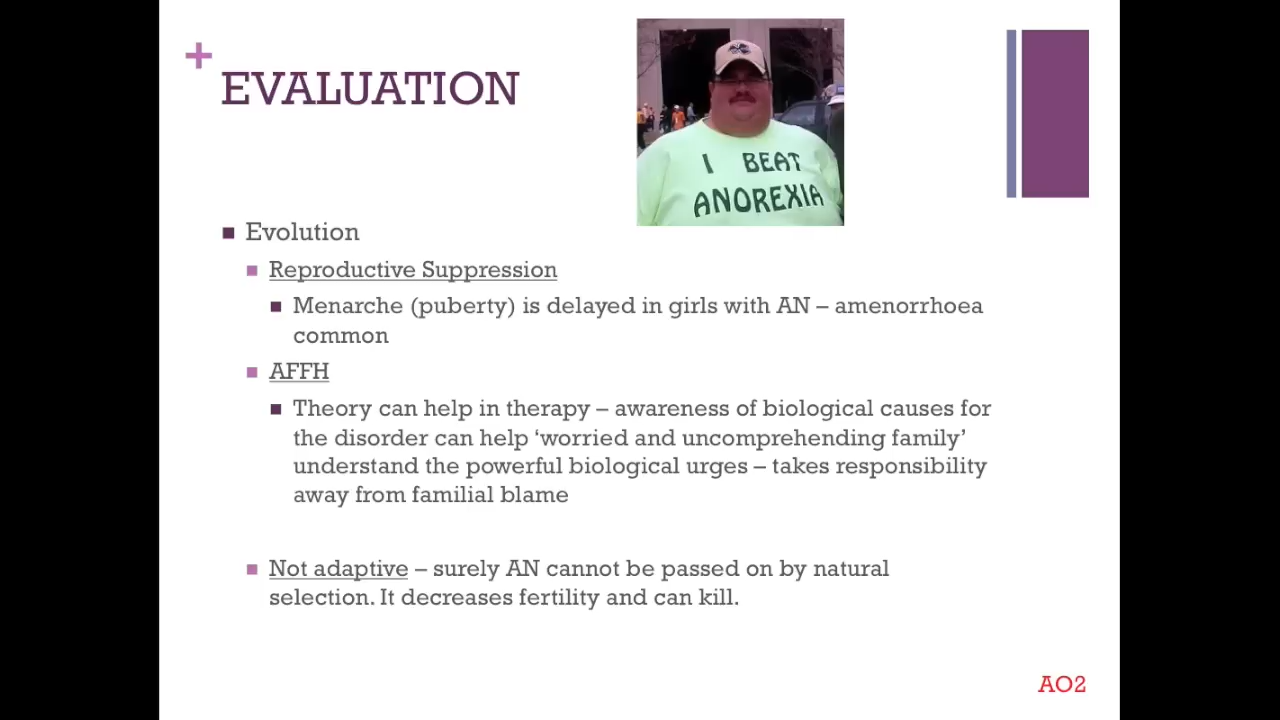 +
EVALUATION
I BEAT
ANOREXIA
Evolution
Reproductive Suppression
Menarche (puberty) is delayed in girls with AN – amenorrhoea
common
AFFH
Theory can help in therapy – awareness of biological causes for
the disorder can help ‘worried and uncomprehending family’
understand the powerful biological urges – takes responsibility
away from familial blame
Not adaptive – surely AN cannot be passed on by natural
selection. It decreases fertility and can kill.
AO2